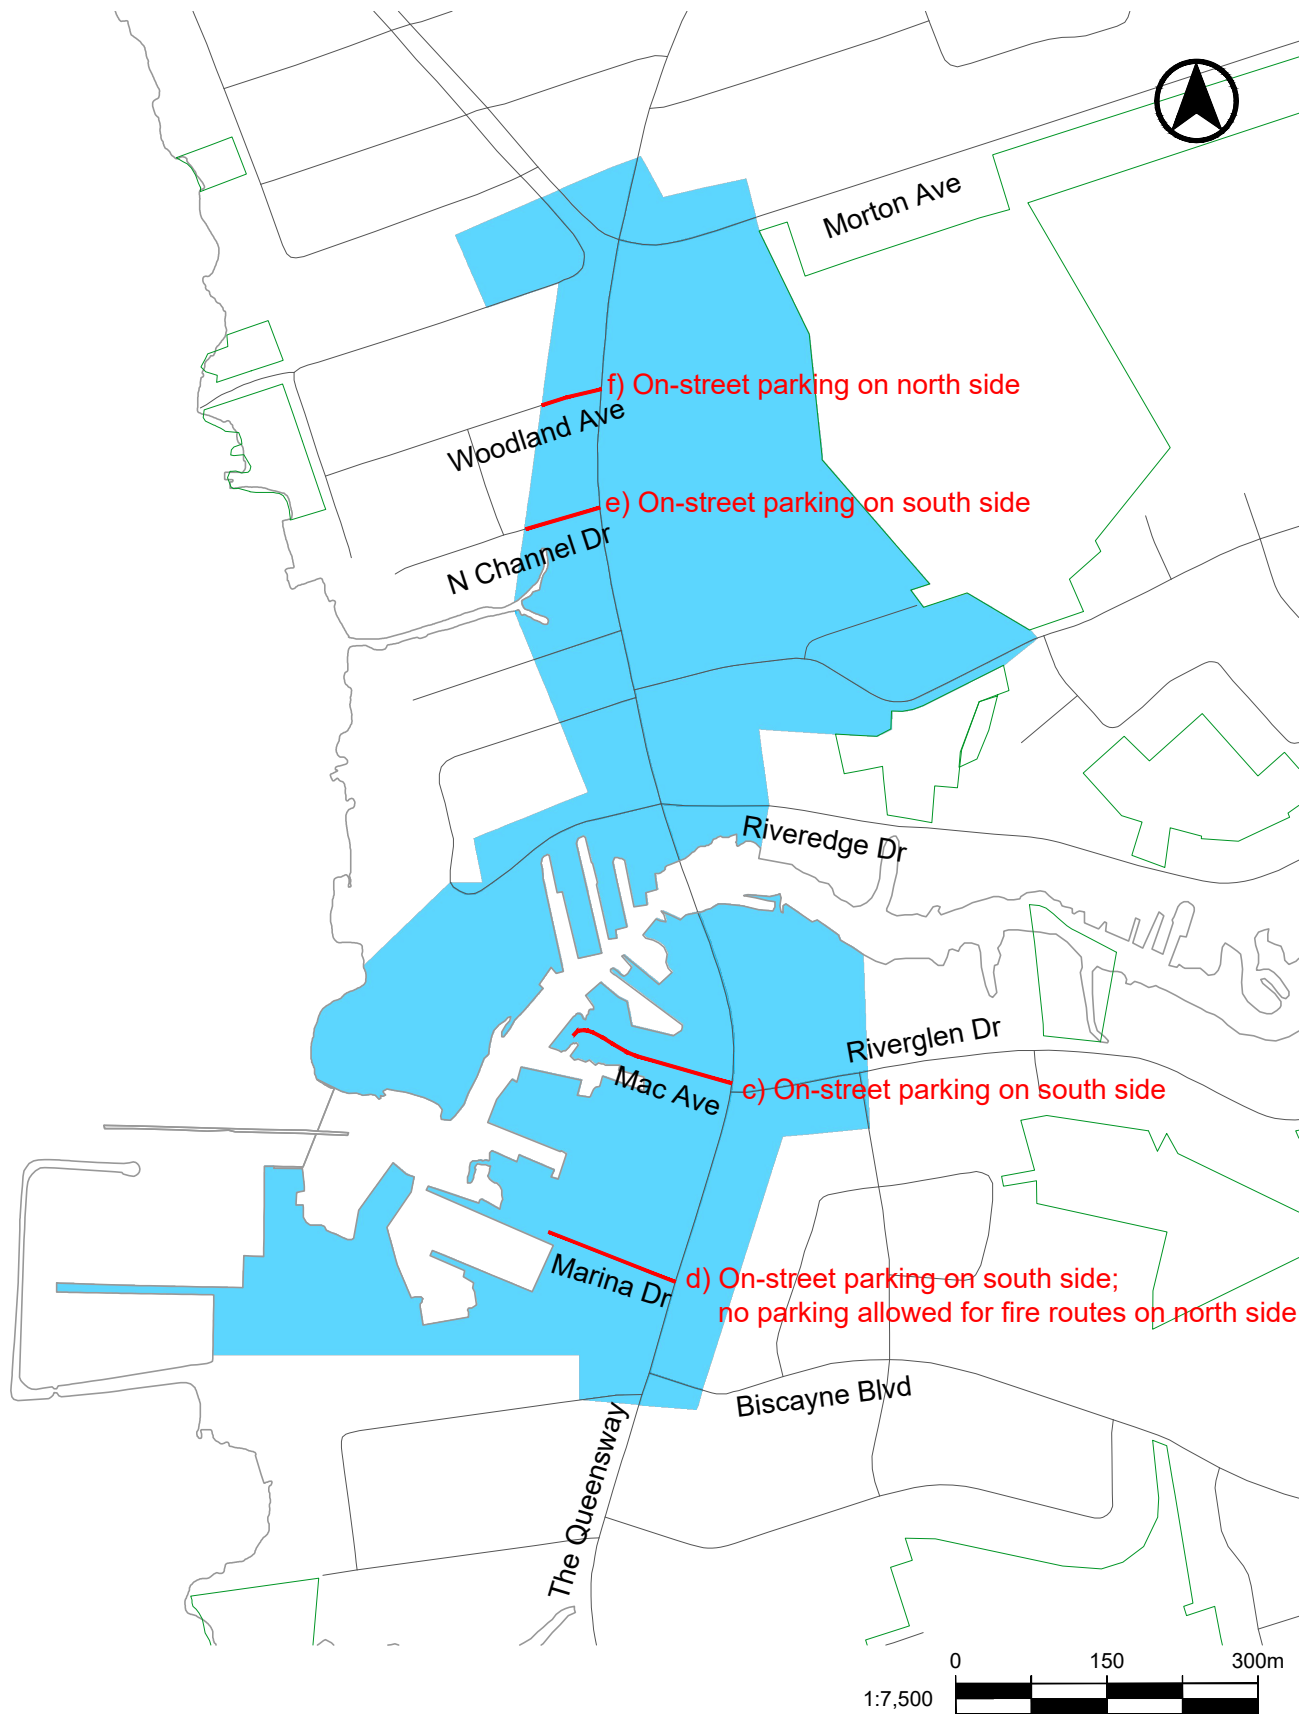 Morton Ave
f) On-street parking on north side
Woodland Ave
e) On-street parking on south side
N Channel Dr
Riveredge Dr
Riverglen Dr
Mac Ave
c) On-street parking on south side
Marina Dr
d) On-street parking on south side;
no parking allowed for fire routes on north side
Biscayne Blvd
The Queensway
0 150 300m
1:7,500